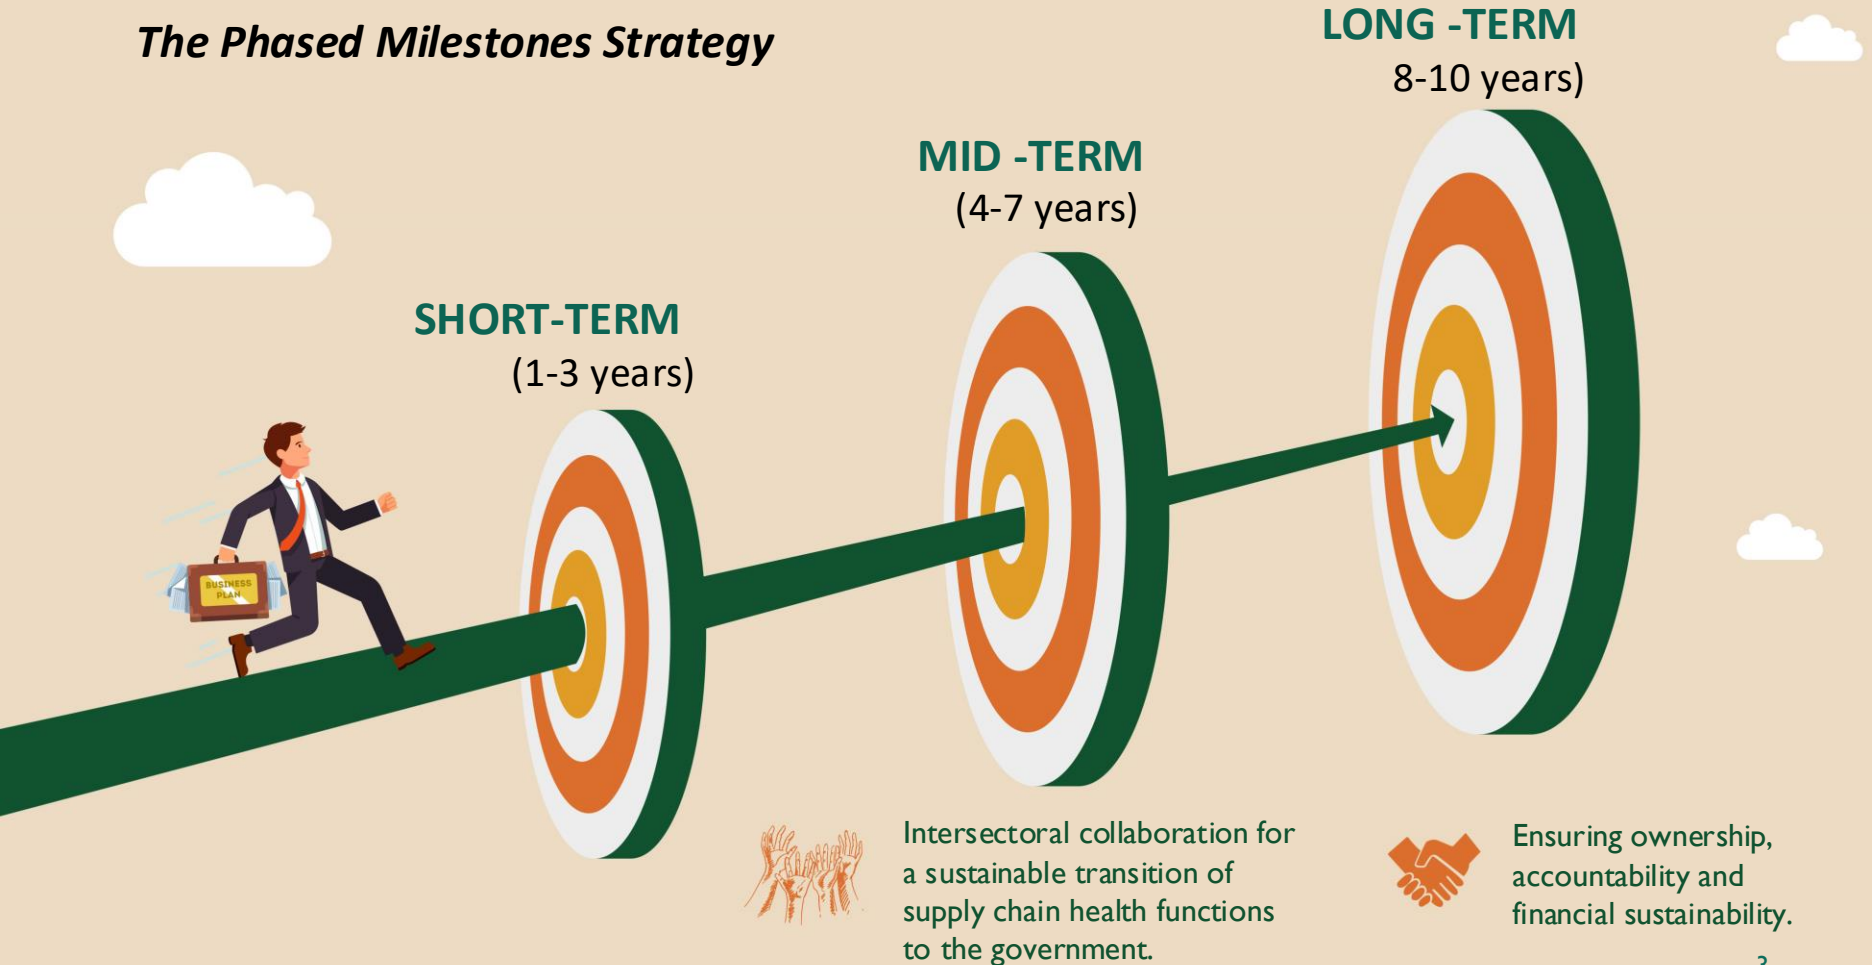 The Phased Milestones Strategy
LONG -TERM
8-10 years)
MID -TERM
(4-7 years)
SHORT-TERM
(1-3 years)
BUSINESS
PLAN
Intersectoral collaboration for
a sustainable transition of
supply chain health functions
to the government.
Ensuring ownership,
accountability and
financial sustainability.
3